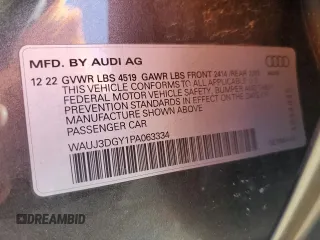 MFD. BY AUDI AG
12 22 GVWR LBS 4519 GAWR LBS FRONT 2414 REAR
THIS VEHICLE CONFORMS TO ALL APPLICABLE
FEDERAL MOTOR VEHICLE SAFETY, BUMPER AND THEFT
PREVENTION STANDARDS IN EFFECT ON THE
DATE OF MANUFACTURE SHOWN ABOVE.
PASSENGER CAR
WAUJ3DGY1PA063334
DREAMBID